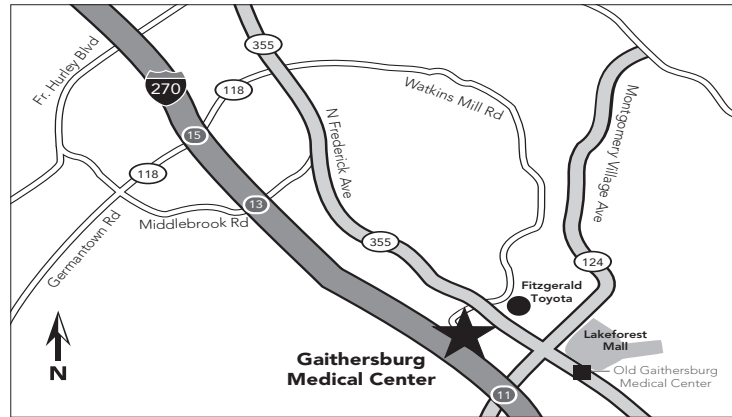 Fr. Hurley Blvd
355
270
118
Watkins Mill Rd
Montgomery Village Ave
15
N Frederick Ave
118
13
Middlebrook Rd
Germantown Rd
355
124
Fitzgerald
Toyota
Lakeforest
Mall
Gaithersburg
Medical Center
Old Gaithersburg
Medical Center
N
11